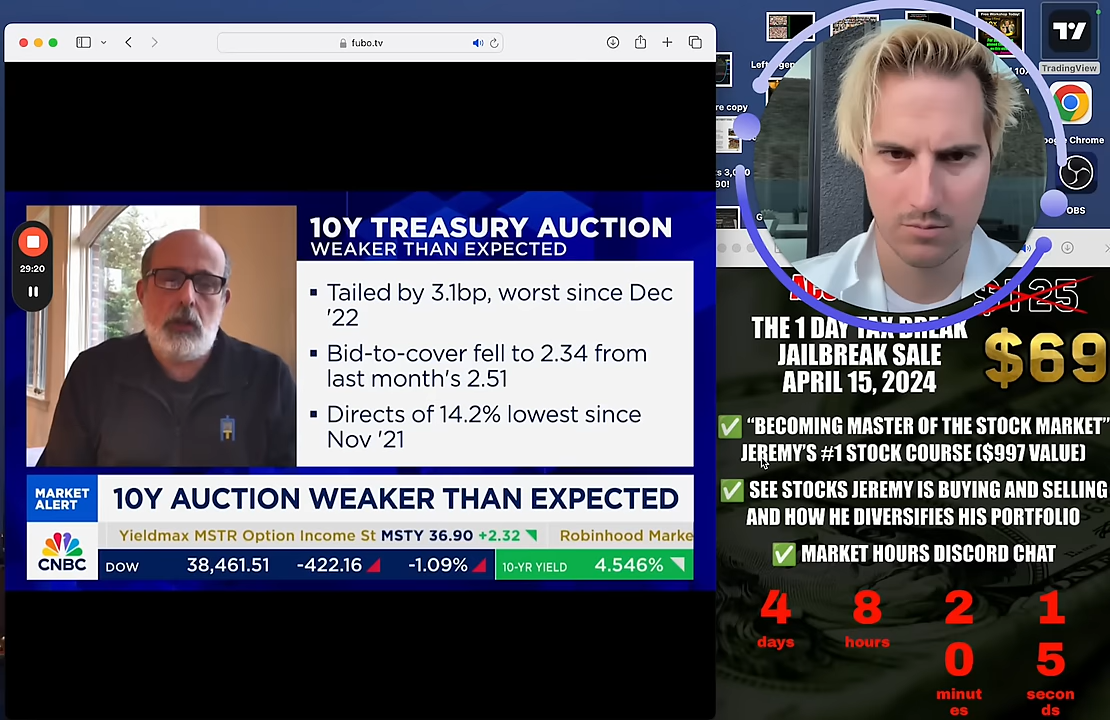 fubo.tv
TradingView
Google Chrome
OBS
29:20
10Y TREASURY AUCTION
WEAKER THAN EXPECTED
▪ Tailed by 3.1bp, worst since Dec
'22
▪ Bid-to-cover fell to 2.34 from
last month's 2.51
▪ Directs of 14.2% lowest since
Nov '21
MARKET
ALERT
10Y AUCTION WEAKER THAN EXPECTED
Yieldmax MSTR Option Income St MSTY 36.90 +2.32
Robinhood Marke
CNBC
DOW 38,461.51 -422.16 -1.09%
10-YR YIELD 4.546%
$125
THE 1 DAY TAX BREAK
JAILBREAK SALE
APRIL 15, 2024
$69
✅ “BECOMING MASTER OF THE STOCK MARKET”
JEREMY'S #1 STOCK COURSE ($997 VALUE)
✅ SEE STOCKS JEREMY IS BUYING AND SELLING
AND HOW HE DIVERSIFIES HIS PORTFOLIO
✅ MARKET HOURS DISCORD CHAT
4 8 2 1
days hours
0 5
minut secon
es ds